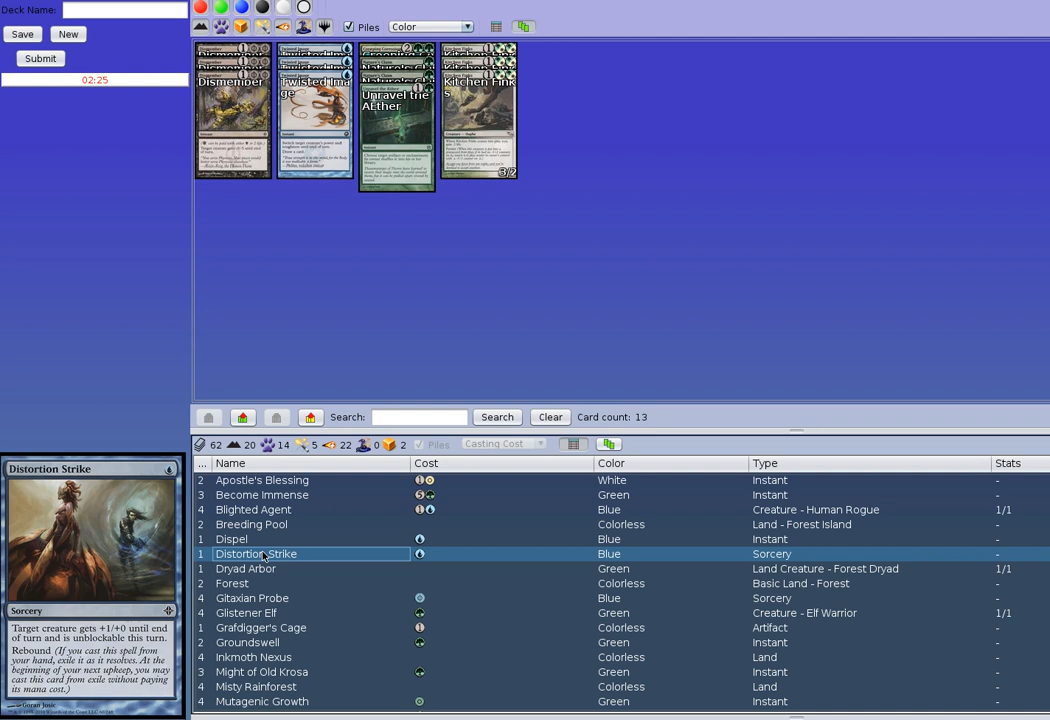 Deck Name:
Save New
Submit
02:25
Piles Color
Dismember
Twisted Image
Unravel the AEther
Kitchen Finks
3/2
Search: Search Clear Card count: 13
62 20 14 5 22 0 2 Piles Casting Cost
... Name Cost Color Type Stats
2 Apostle's Blessing 1 White Instant -
3 Become Immense 6 Green Instant -
4 Blighted Agent 1 Blue Creature - Human Rogue 1/1
2 Breeding Pool Colorless Land - Forest Island -
1 Dispel Blue Instant -
1 Distortion Strike Blue Sorcery -
1 Dryad Arbor Green Land Creature - Forest Dryad 1/1
2 Forest Colorless Basic Land - Forest -
4 Gitaxian Probe Blue Sorcery -
4 Glistener Elf Green Creature - Elf Warrior 1/1
1 Grafdigger's Cage 1 Colorless Artifact -
2 Groundswell Green Instant -
4 Inkmoth Nexus Colorless Land -
3 Might of Old Krosa Green Instant -
4 Misty Rainforest Colorless Land -
4 Mutagenic Growth Green Instant -
Distortion Strike
Sorcery
Target creature gets +1/+0 until end
of turn and is unblockable this turn.
Rebound (If you cast this spell from
your hand, exile it as it resolves. At the
beginning of your next upkeep, you may
cast this card from exile without paying
its mana cost.)
Goran Josic